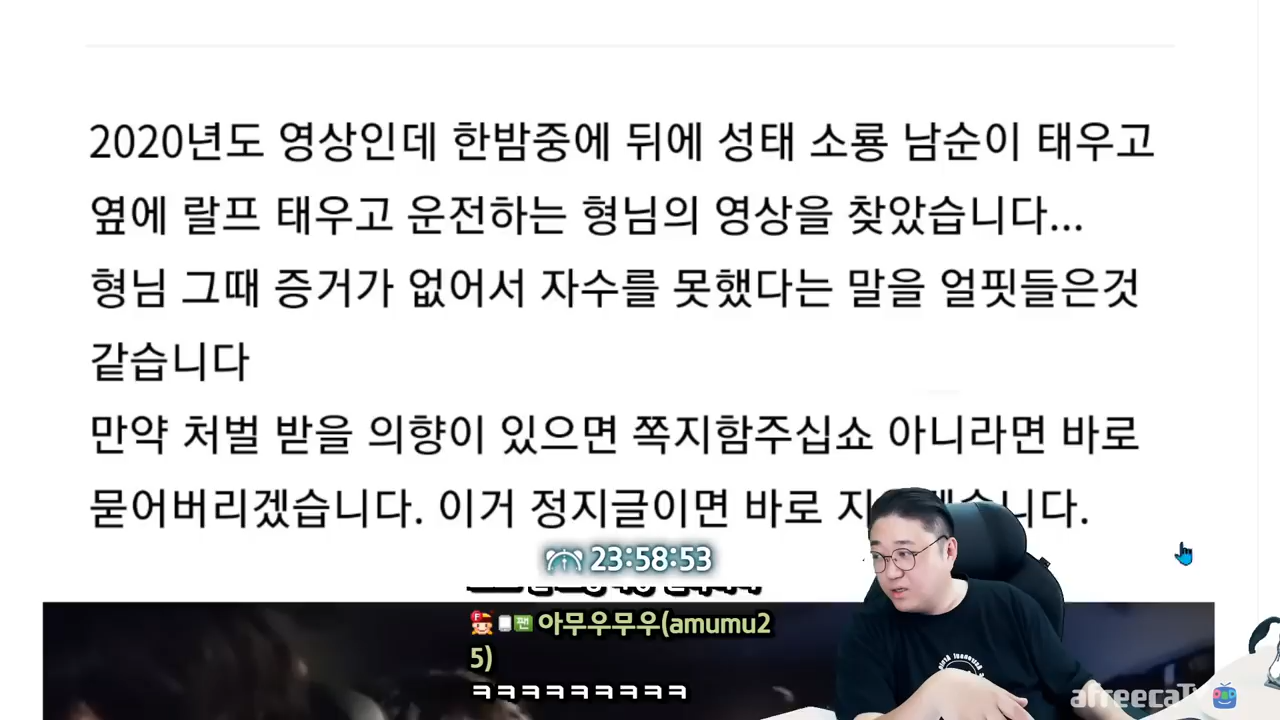 2020년도 영상인데 한밤중에 뒤에 성태 소룡 남순이 태우고
옆에 랄프 태우고 운전하는 형님의 영상을 찾았습니다...
형님 그때 증거가 없어서 자수를 못했다는 말을 얼핏들은것
같습니다
만약 처벌 받을 의향이 있으면 쪽지함주십쇼 아니라면 바로
묻어버리겠습니다. 이거 정지글이면 바로
23:58:53
팬 아무우무우(amumu2
5)
ㅋㅋㅋㅋㅋㅋㅋㅋㅋ
afreecaTV